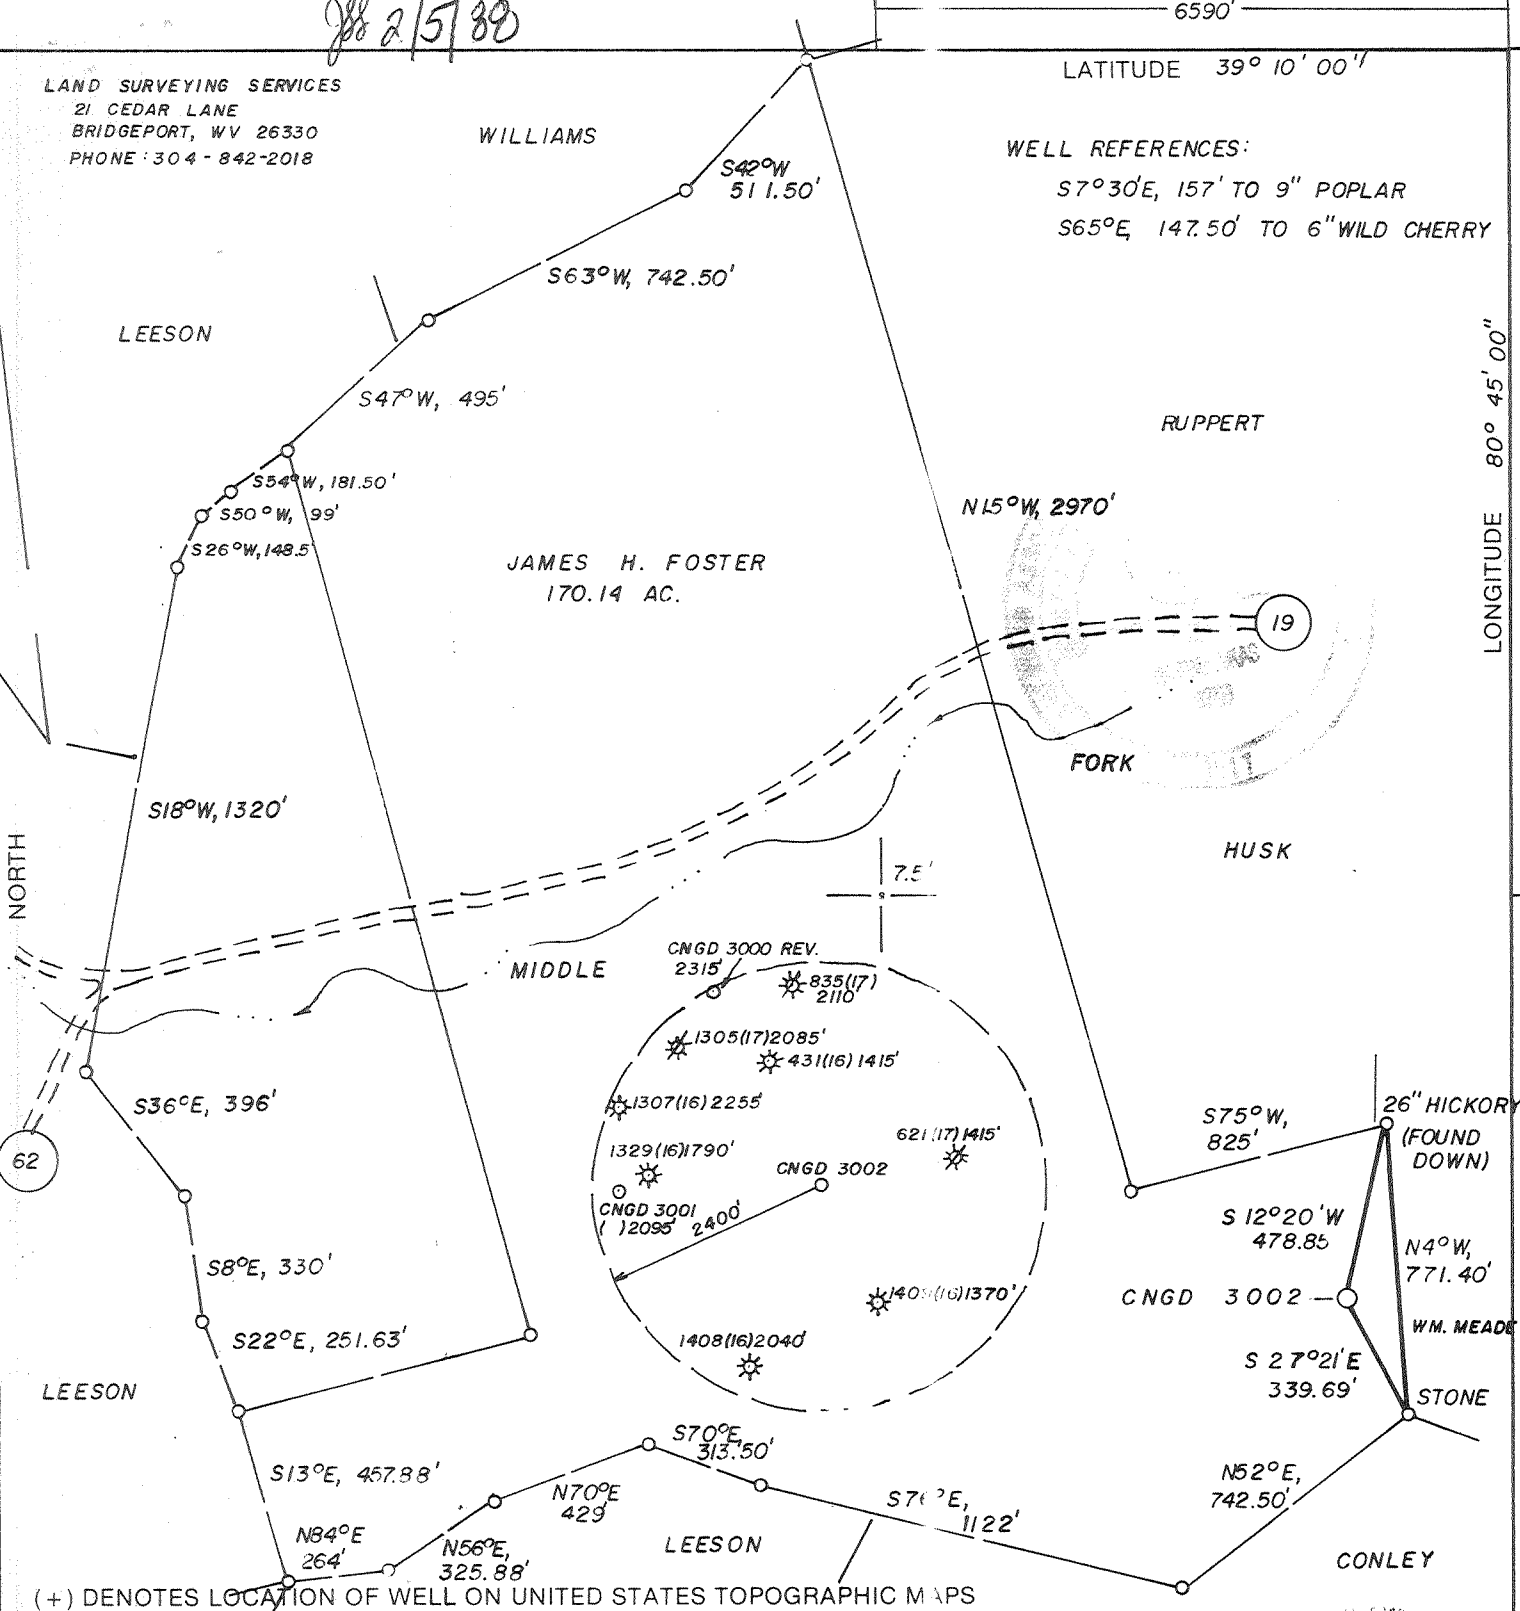 JSS 2/5/88
6590'
LATITUDE 39° 10' 00"
LAND SURVEYING SERVICES
21 CEDAR LANE
BRIDGEPORT, WV 26330
PHONE: 304-842-2018
WILLIAMS
WELL REFERENCES:
S7°30'E, 157' TO 9" POPLAR
S65°E, 147.50' TO 6" WILD CHERRY
S42°W
511.50'
S63°W, 742.50'
LEESON
LONGITUDE 80° 45' 00"
S47°W, 495'
RUPPERT
S54°W, 181.50'
S50°W, 99'
S26°W, 148.5'
N15°W, 2970'
JAMES H. FOSTER
170.14 AC.
19
FORK
S18°W, 1320'
NORTH
HUSK
7.5'
MIDDLE
CNGD 3000 REV.
2315'
835(17)
2110'
1305(17)2085'
431(16)1415'
1307(16)2255'
S36°E, 396'
62
1329(16)1790'
621(17)1415'
CNGD 3002
CNGD 3001
( )2095'
2400'
S75°W,
825'
26" HICKORY
(FOUND
DOWN)
S 12°20'W
478.85
N4°W,
771.40'
CNGD 3002
WM. MEADE
S8°E, 330'
S22°E, 251.63'
(16)1370'
1408(16)2040'
S 27°21'E
339.69'
STONE
LEESON
S13°E, 457.88'
S70°E,
313.50'
N70°E
429'
S76°E,
1122'
N52°E,
742.50'
N84°E
264'
N56°E,
325.88'
LEESON
CONLEY
(+) DENOTES LOCATION OF WELL ON UNITED STATES TOPOGRAPHIC MAPS